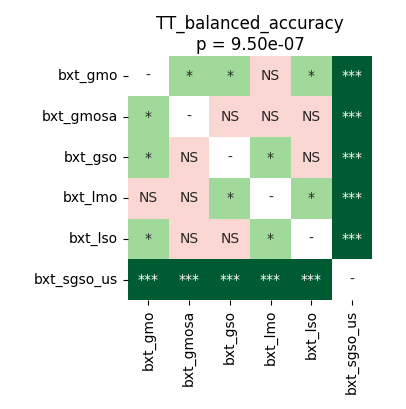 TT_balanced_accuracy
p = 9.50e-07
bxt_gmo - * * NS * ***
bxt_gmosa * - NS NS NS ***
bxt_gso * NS - * NS ***
bxt_lmo NS NS * - * ***
bxt_lso * NS NS * - ***
bxt_sgso_us *** *** *** *** *** -
bxt_gmo
bxt_gmosa
bxt_gso
bxt_lmo
bxt_lso
bxt_sgso_us